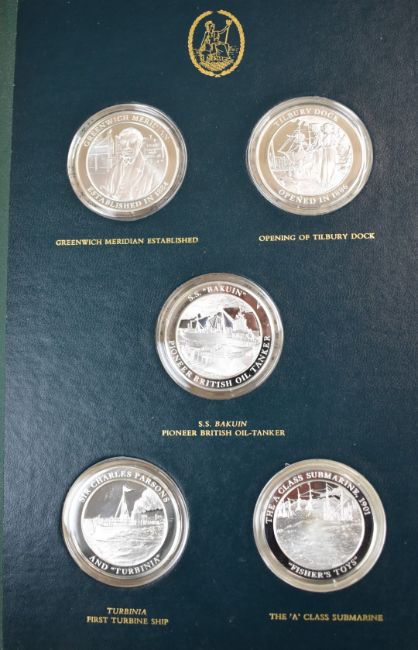 GREENWICH MERIDIAN
ESTABLISHED IN 1884
TILBURY DOCK
OPENED IN 1886
GREENWICH MERIDIAN ESTABLISHED
OPENING OF TILBURY DOCK
S.S. "BAKUIN"
PIONEER BRITISH OIL TANKER
S.S. BAKUIN
PIONEER BRITISH OIL-TANKER
SIR CHARLES PARSONS
AND "TURBINIA"
THE A CLASS SUBMARINE, 1901
"FISHER'S TOYS"
TURBINIA
FIRST TURBINE SHIP
THE 'A' CLASS SUBMARINE